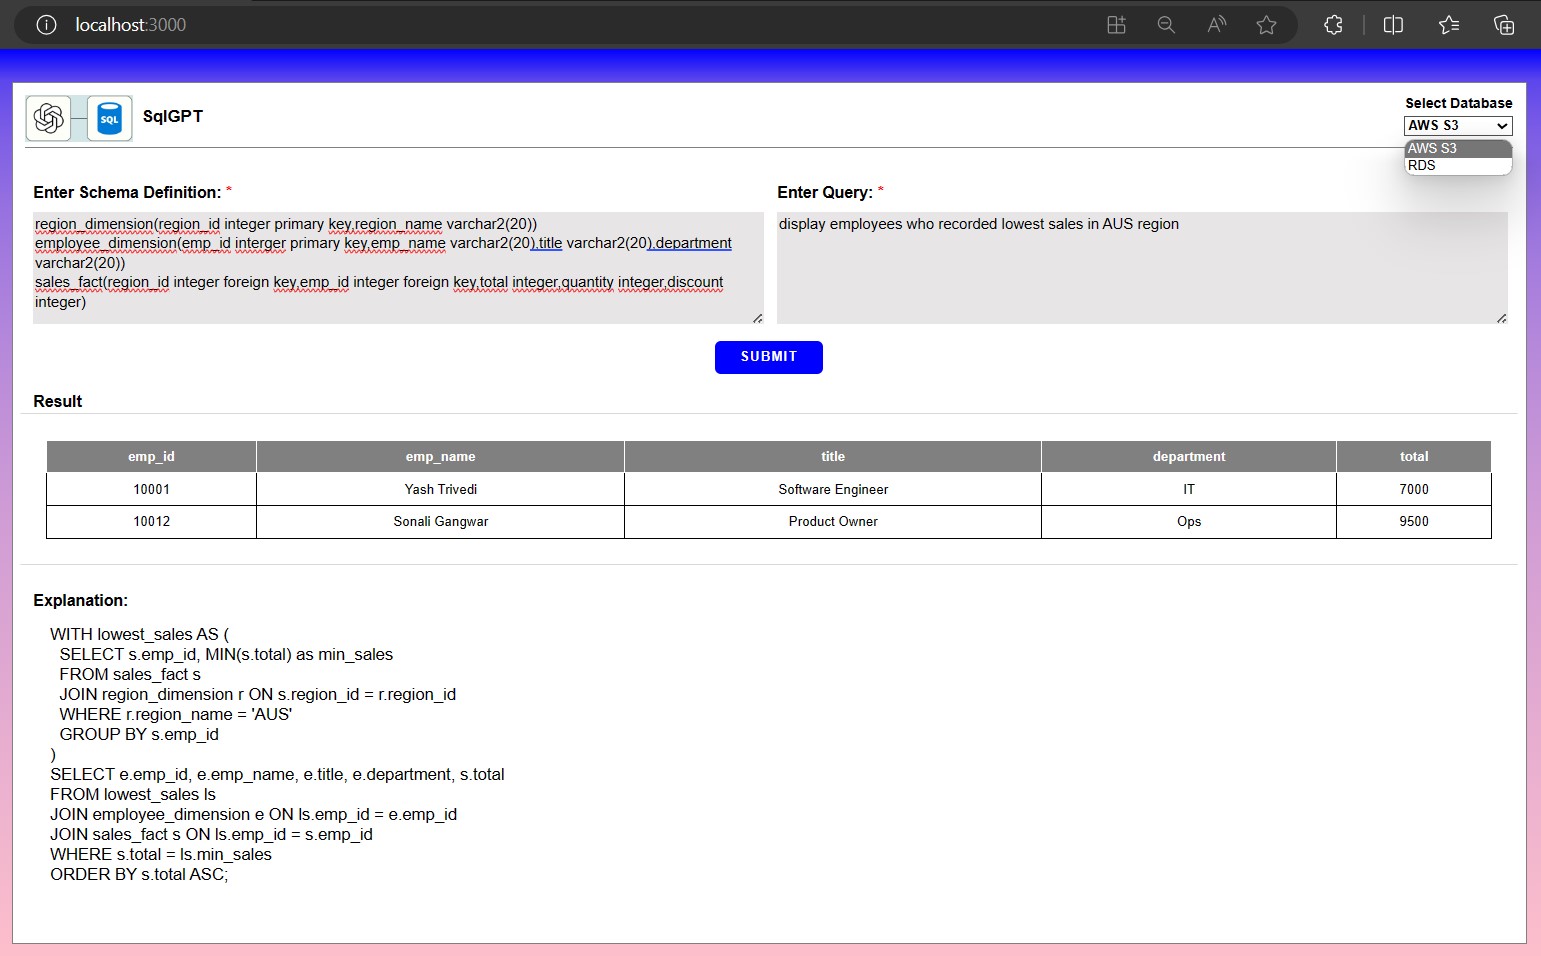 localhost:3000
SQL
SqlGPT
Select Database
AWS S3
AWS S3
RDS
Enter Schema Definition: *
region_dimension(region_id integer primary key,region_name varchar2(20))
employee_dimension(emp_id interger primary key,emp_name varchar2(20),title varchar2(20),department
varchar2(20))
sales_fact(region_id integer foreign key,emp_id integer foreign key,total integer,quantity integer,discount
integer)
Enter Query: *
display employees who recorded lowest sales in AUS region
SUBMIT
Result
emp_id emp_name title department total
10001 Yash Trivedi Software Engineer IT 7000
10012 Sonali Gangwar Product Owner Ops 9500
Explanation:
WITH lowest_sales AS (
SELECT s.emp_id, MIN(s.total) as min_sales
FROM sales_fact s
JOIN region_dimension r ON s.region_id = r.region_id
WHERE r.region_name = 'AUS'
GROUP BY s.emp_id
)
SELECT e.emp_id, e.emp_name, e.title, e.department, s.total
FROM lowest_sales ls
JOIN employee_dimension e ON ls.emp_id = e.emp_id
JOIN sales_fact s ON ls.emp_id = s.emp_id
WHERE s.total = ls.min_sales
ORDER BY s.total ASC;